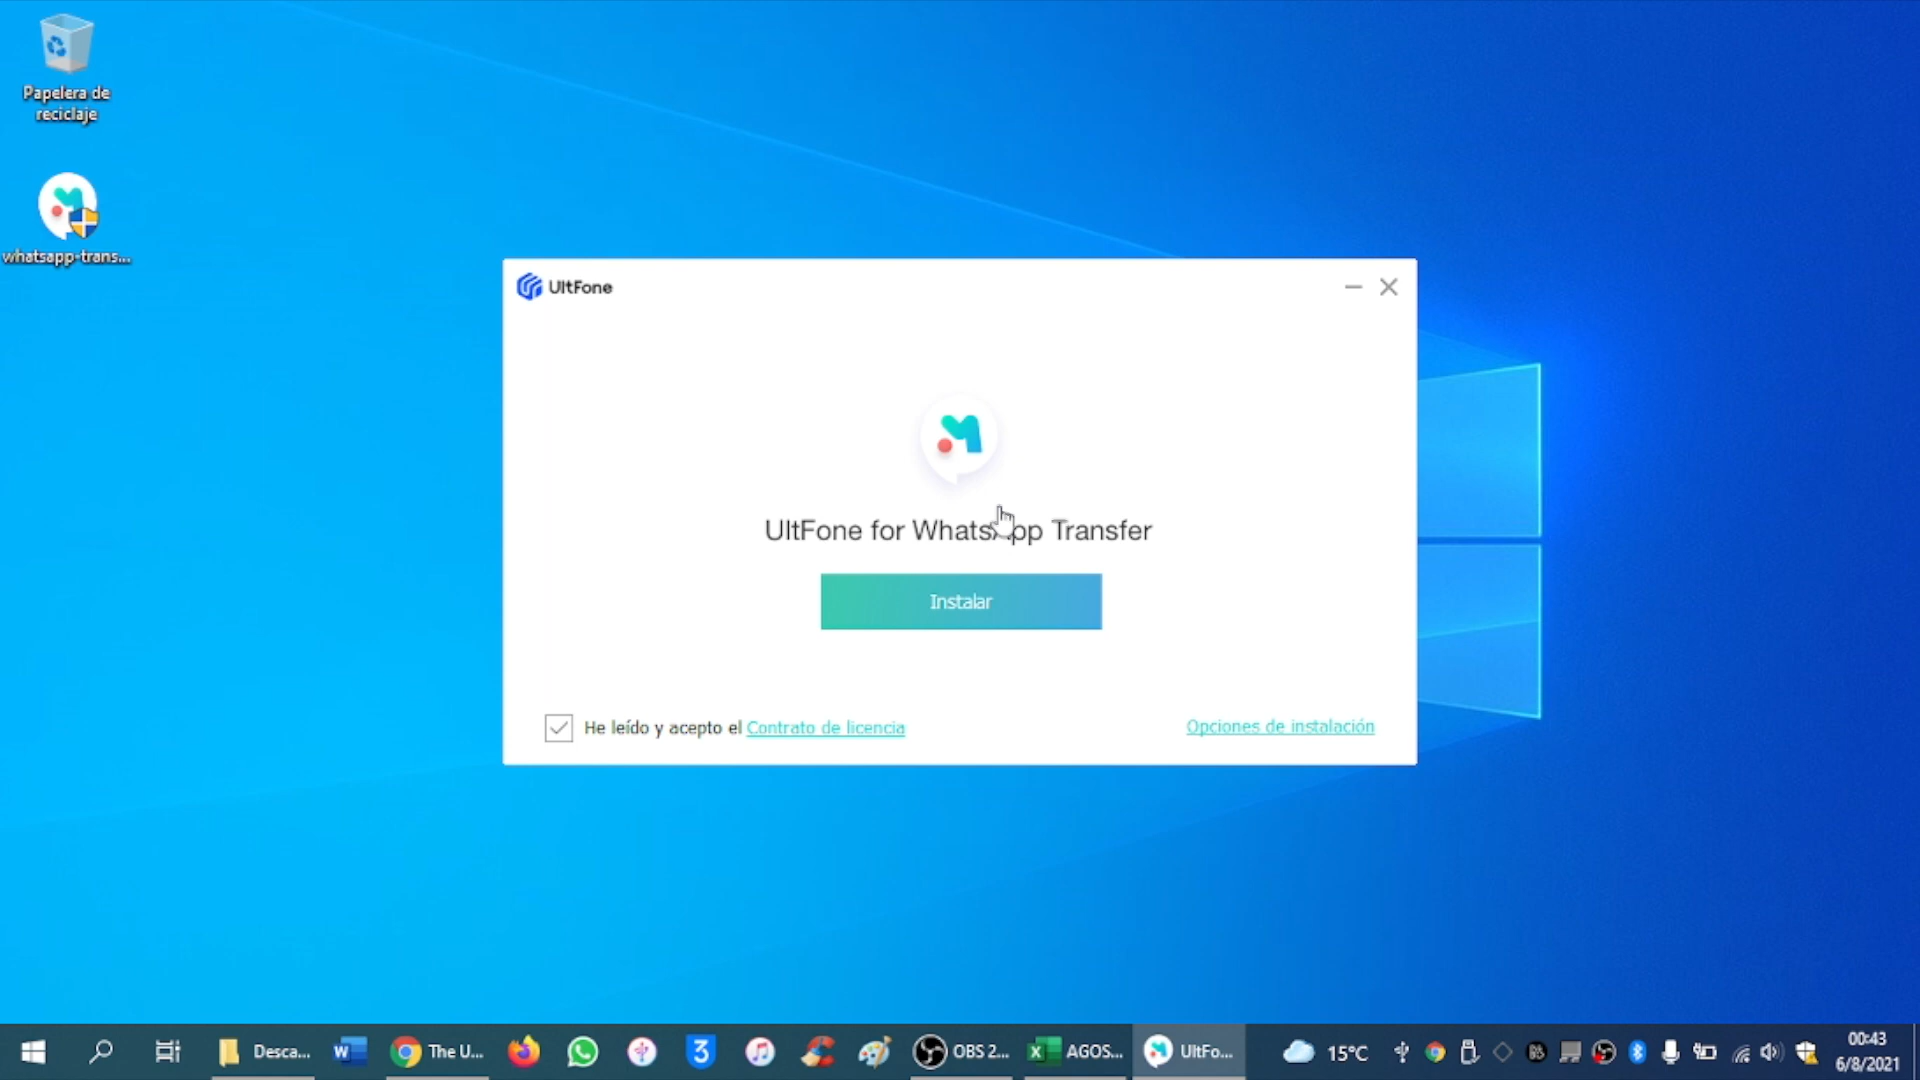 Papelera de
reciclaje
whatsapp-trans...
UltFone
UltFone for WhatsApp Transfer
Instalar
He leído y acepto el Contrato de licencia
Opciones de instalación
Desca...
The U...
OBS 2...
AGOS...
UltFo...
15°C
00:43
6/8/2021